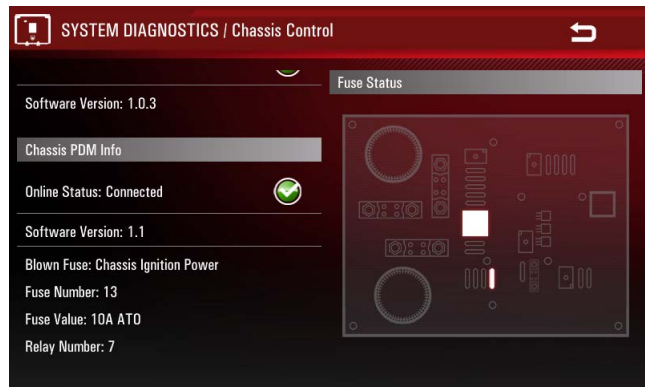 SYSTEM DIAGNOSTICS / Chassis Control
Software Version: 1.0.3
Chassis PDM Info
Online Status: Connected
Software Version: 1.1
Blown Fuse: Chassis Ignition Power
Fuse Number: 13
Fuse Value: 10A ATO
Relay Number: 7
Fuse Status